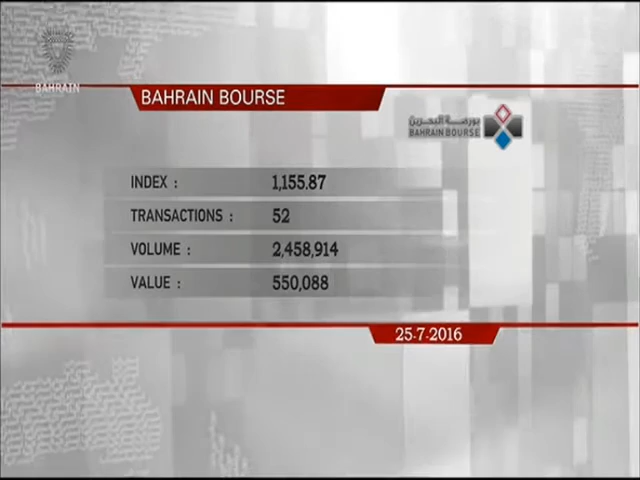 BAHRAIN
BAHRAIN BOURSE
بورصة البحرين
BAHRAIN BOURSE
INDEX : 1,155.87
TRANSACTIONS : 52
VOLUME : 2,458,914
VALUE : 550,088
25-7-2016